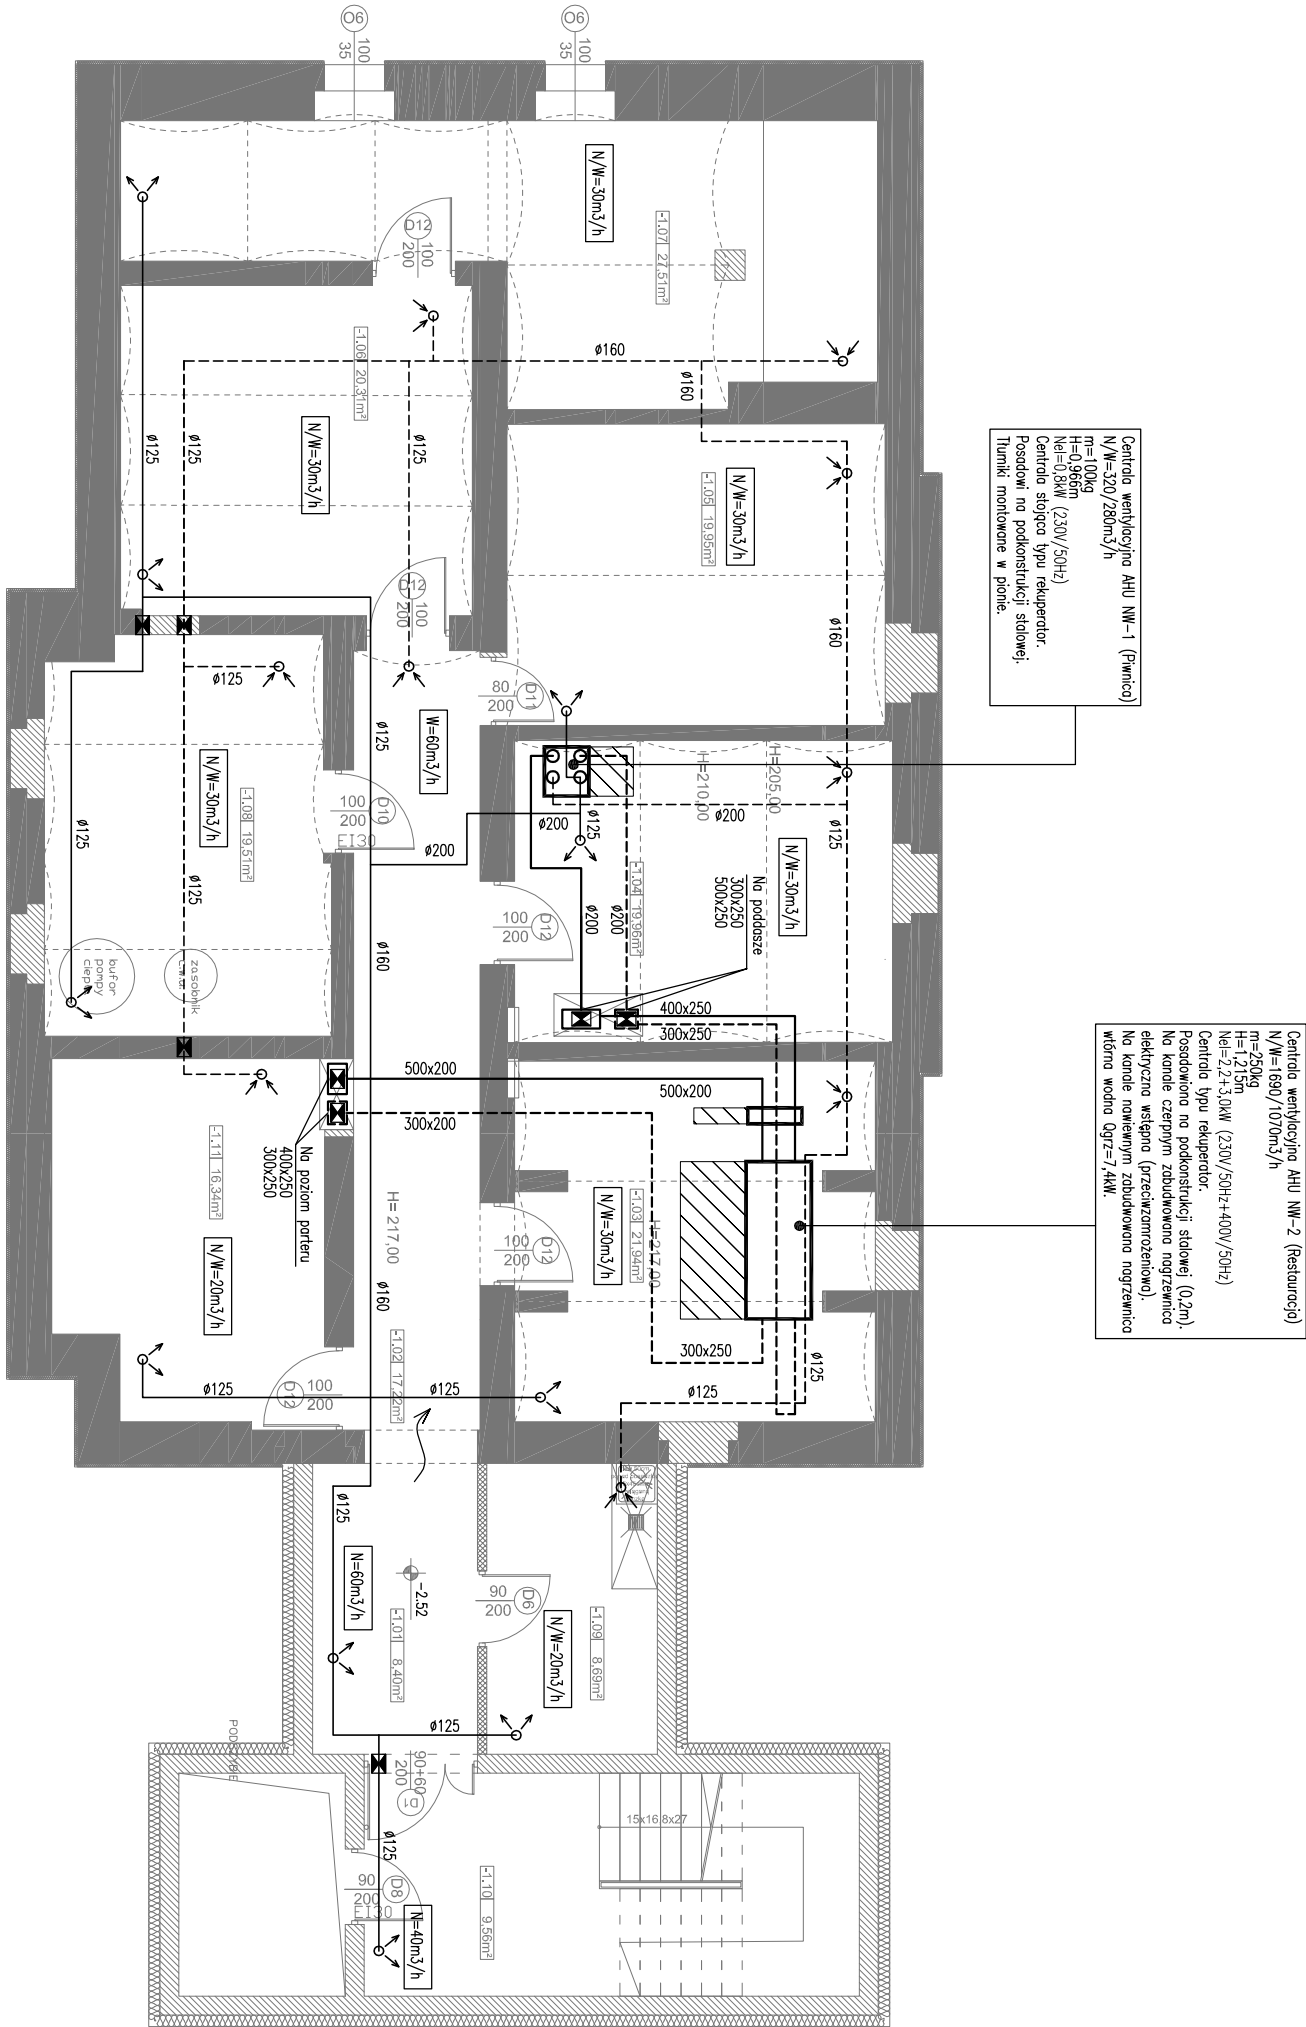 Centrala wentylacyjna AHU NW-1 (Piwnica)
N/W=320/280m3/h
m=100kg
H=0,966m
Nel=0,8kW (230V/50Hz)
Centrala stojąca typu rekuperator.
Posadowi na podkonstrukcji stalowej.
Tłumiki montowane w pionie.
Centrala wentylacyjna AHU NW-2 (Restauracja)
N/W=1690/1070m3/h
m=250kg
H=1,215m
Nel=2,2+3,0kW (230V/50Hz+400V/50Hz)
Centrala typu rekuperator.
Posadowiona na podkonstrukcji stalowej (0,2m).
Na kanale czerpnym zabudwowana nagrzewnica
elektryczna wstępna (przeciwzamrożeniowa).
Na kanale nawiewnym zabudwowana nagrzewnica
wtórna wodna Qgrz=7,4kW.
O6
100
35
O6
100
35
N/W=30m3/h
-1.07 27,51m²
D12
100
200
ø160
ø160
-1.06 20,31m²
N/W=30m3/h
ø125
ø125
ø125
N/W=30m3/h
-1.05 19,95m²
ø160
D12
100
200
D11
80
200
ø125
ø125
W=60m3/h
N/W=30m3/h
-1.08 19,51m²
D10
100
200
EI30
ø125
ø125
ø200
H=205,00
H=210,00
ø200
ø125
ø200
ø125
N/W=30m3/h
-1.04 19,96m²
Na poddasze
300x250
500x250
ø200
ø200
D12
100
200
ø160
bufor
pompy
zasobnik
400x250
300x250
500x200
500x200
300x200
Na poziom parteru
400x250
300x250
-1.11 16,34m²
N/W=20m3/h
H= 217,00
ø160
D12
100
200
N/W=30m3/h
-1.03 21,94m²
H=217,00
300x250
ø125
ø125
ø125
D12
100
200
-1.02 17,22m²
ø125
ø125
N=60m3/h
-2.52
-1.01 8,40m²
D6
90
200
N/W=20m3/h
-1.09 8,69m²
ø125
PODSZYBIE
90+60
200
D1
ø125
D8
90
200
EI30
N=40m3/h
-1.10 9,56m²
15x16,8x27